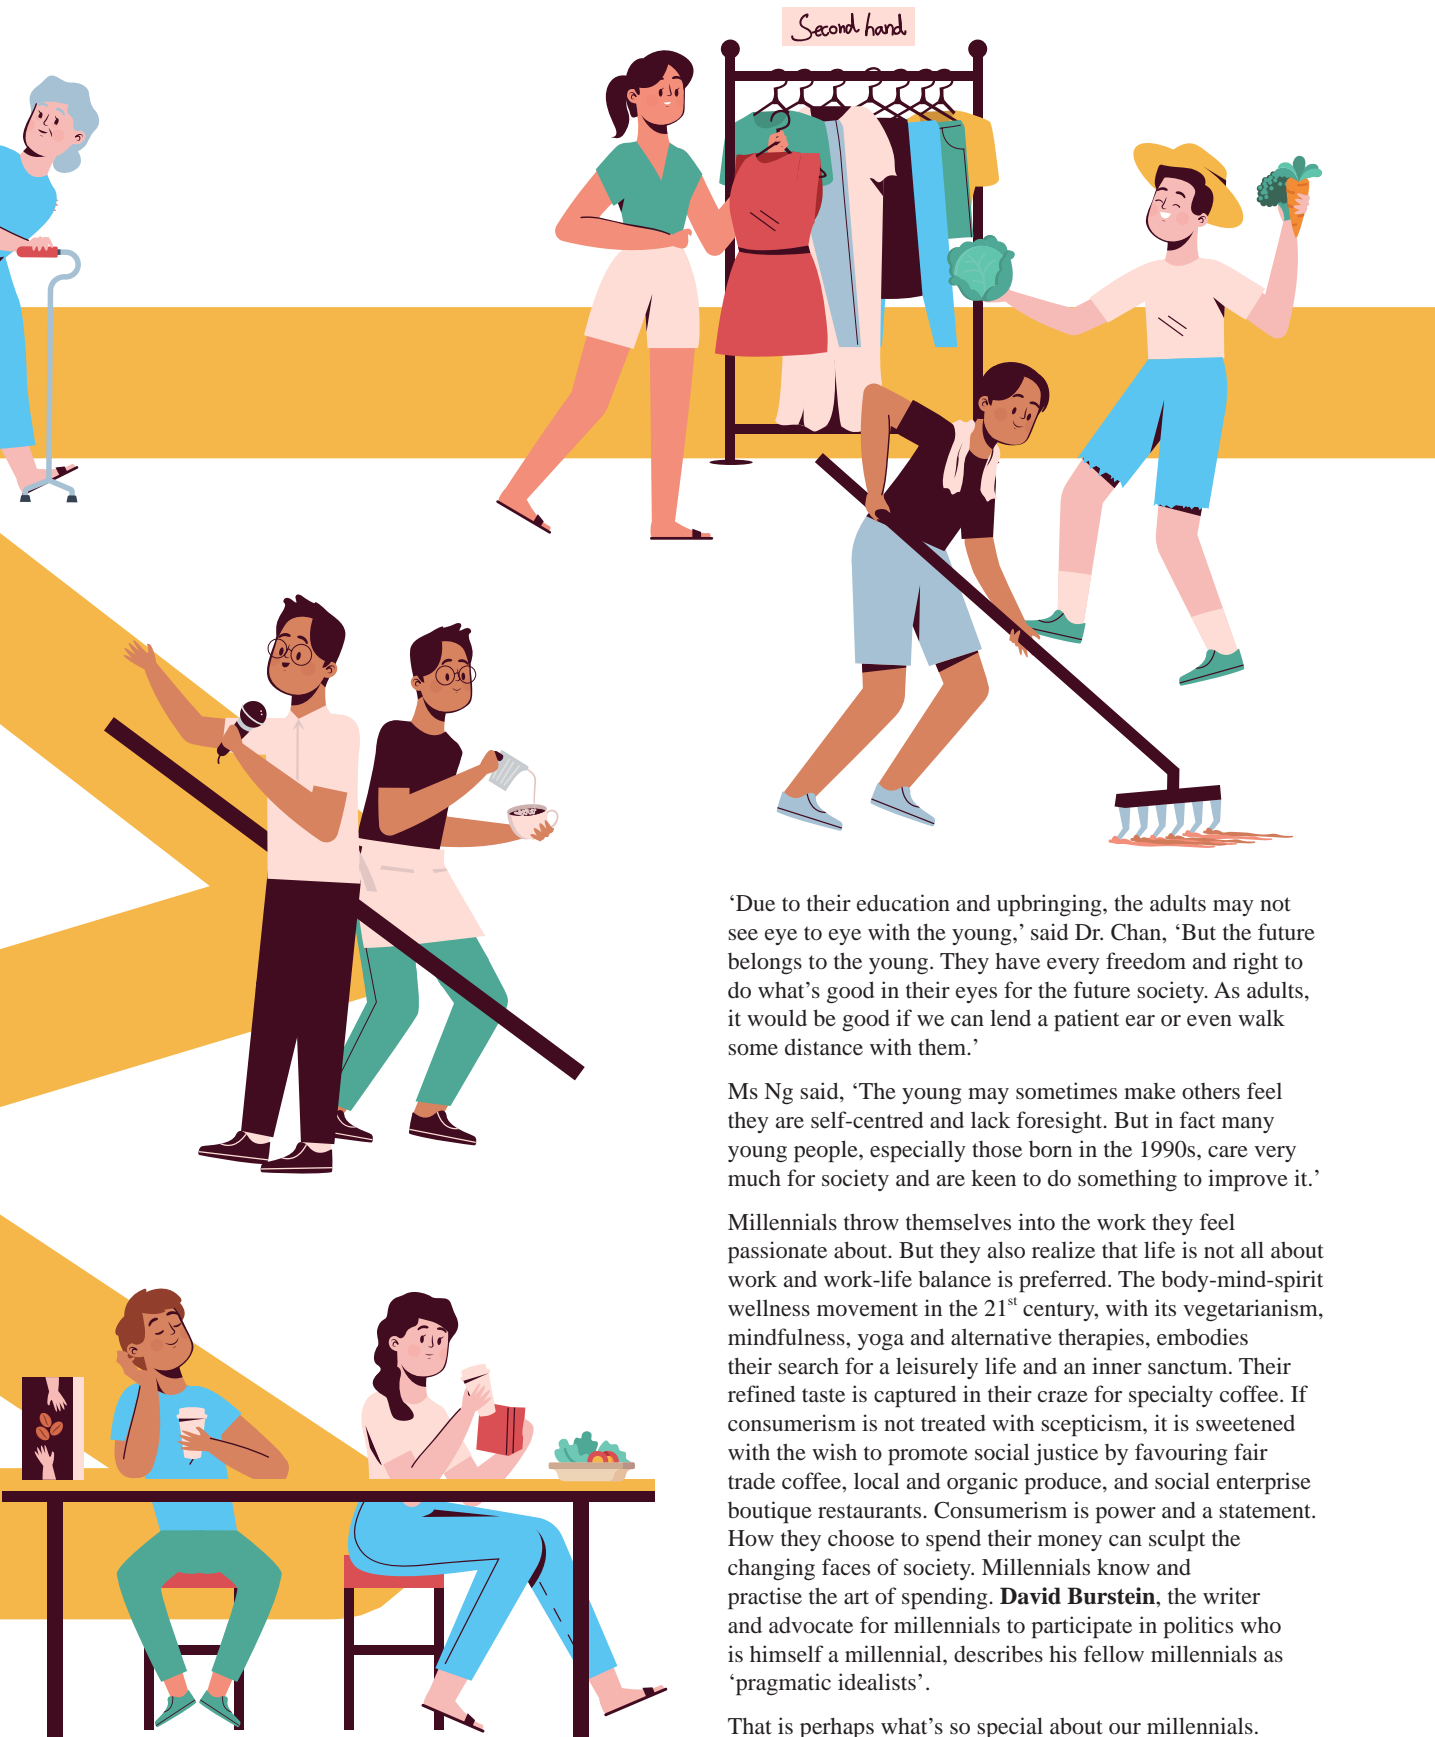 Second hand
‘Due to their education and upbringing, the adults may not
see eye to eye with the young,’ said Dr. Chan, ‘But the future
belongs to the young. They have every freedom and right to
do what’s good in their eyes for the future society. As adults,
it would be good if we can lend a patient ear or even walk
some distance with them.’
Ms Ng said, ‘The young may sometimes make others feel
they are self-centred and lack foresight. But in fact many
young people, especially those born in the 1990s, care very
much for society and are keen to do something to improve it.’
Millennials throw themselves into the work they feel
passionate about. But they also realize that life is not all about
work and work-life balance is preferred. The body-mind-spirit
wellness movement in the 21st century, with its vegetarianism,
mindfulness, yoga and alternative therapies, embodies
their search for a leisurely life and an inner sanctum. Their
refined taste is captured in their craze for specialty coffee. If
consumerism is not treated with scepticism, it is sweetened
with the wish to promote social justice by favouring fair
trade coffee, local and organic produce, and social enterprise
boutique restaurants. Consumerism is power and a statement.
How they choose to spend their money can sculpt the
changing faces of society. Millennials know and
practise the art of spending. David Burstein, the writer
and advocate for millennials to participate in politics who
is himself a millennial, describes his fellow millennials as
‘pragmatic idealists’.
That is perhaps what’s so special about our millennials.